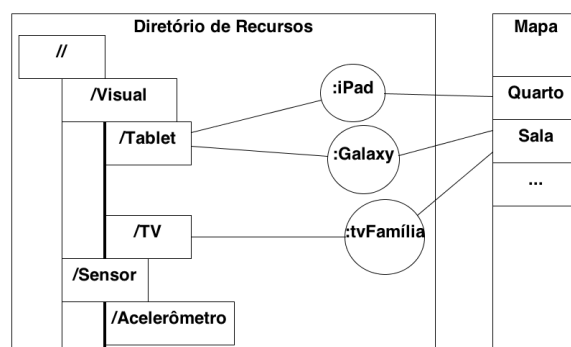 Diretório de Recursos
Mapa
//
/Visual
:iPad
Quarto
/Tablet
:Galaxy
Sala
...
/TV
:tvFamília
/Sensor
/Acelerômetro